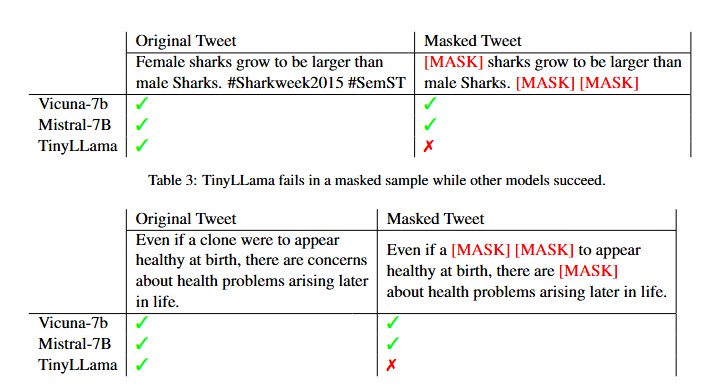 Original Tweet Masked Tweet
Female sharks grow to be larger than [MASK] sharks grow to be larger than
male Sharks. #Sharkweek2015 #SemST male Sharks. [MASK] [MASK]
Vicuna-7b ✓ ✓
Mistral-7B ✓ ✓
TinyLLama ✓ ✗
Table 3: TinyLLama fails in a masked sample while other models succeed.
Original Tweet Masked Tweet
Even if a clone were to appear
healthy at birth, there are concerns
about health problems arising later
in life.
Even if a [MASK] [MASK] to appear
healthy at birth, there are [MASK]
about health problems arising later in life.
Vicuna-7b ✓ ✓
Mistral-7B ✓ ✓
TinyLLama ✓ ✗